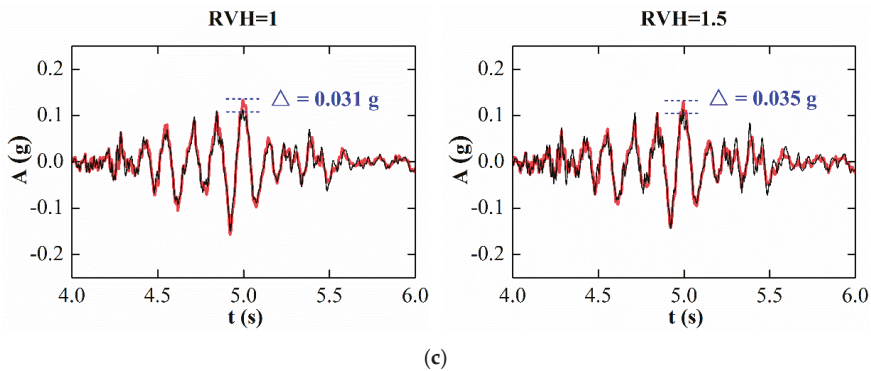 RVH=1
RVH=1.5
0.2
0.1
0.0
-0.1
-0.2
A (g)
△ = 0.031 g
4.0 4.5 5.0 5.5 6.0
t (s)
0.2
0.1
0.0
-0.1
-0.2
A (g)
△ = 0.035 g
4.0 4.5 5.0 5.5 6.0
t (s)
(c)